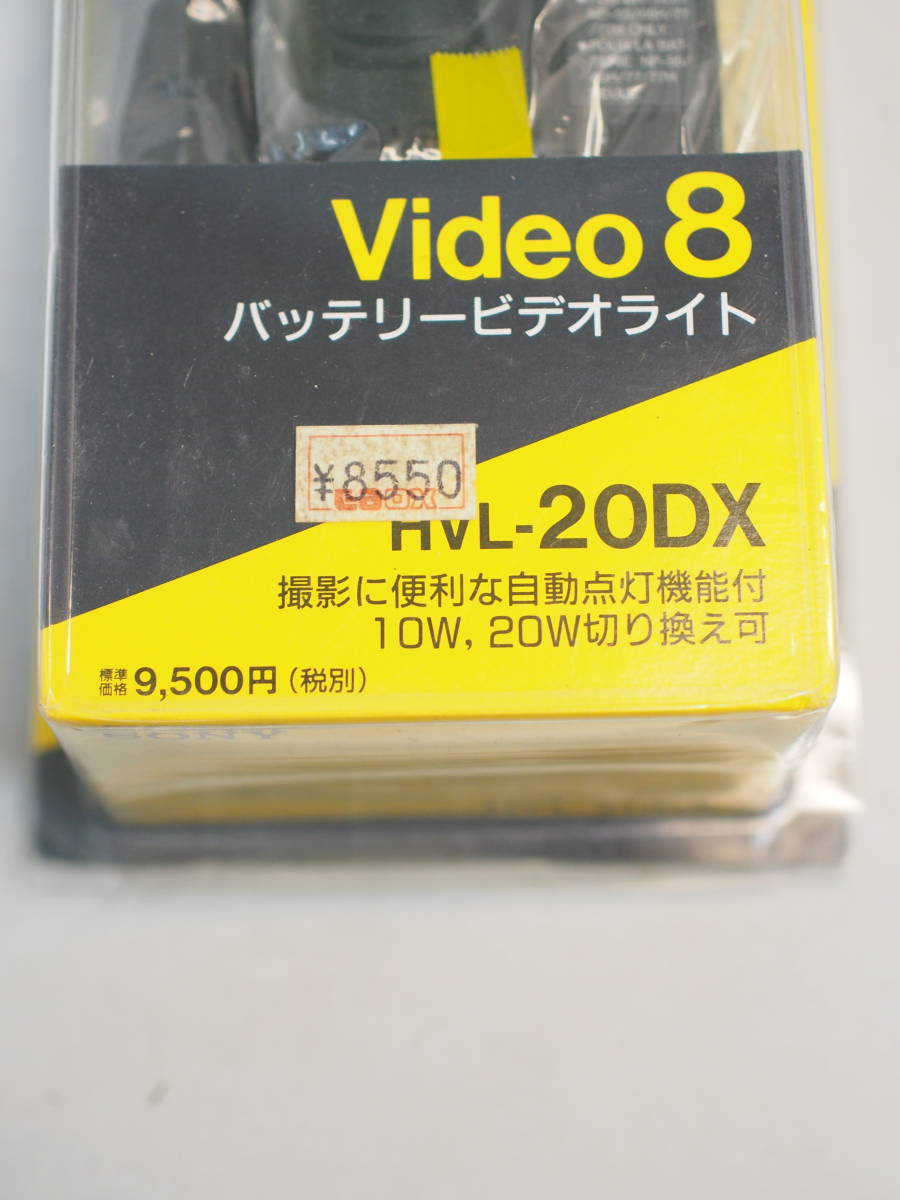 Video 8
バッテリービデオライト
¥8550
HVL-20DX
撮影に便利な自動点灯機能付
10W, 20W切り換え可
標準価格 9,500円（税別）
SONY